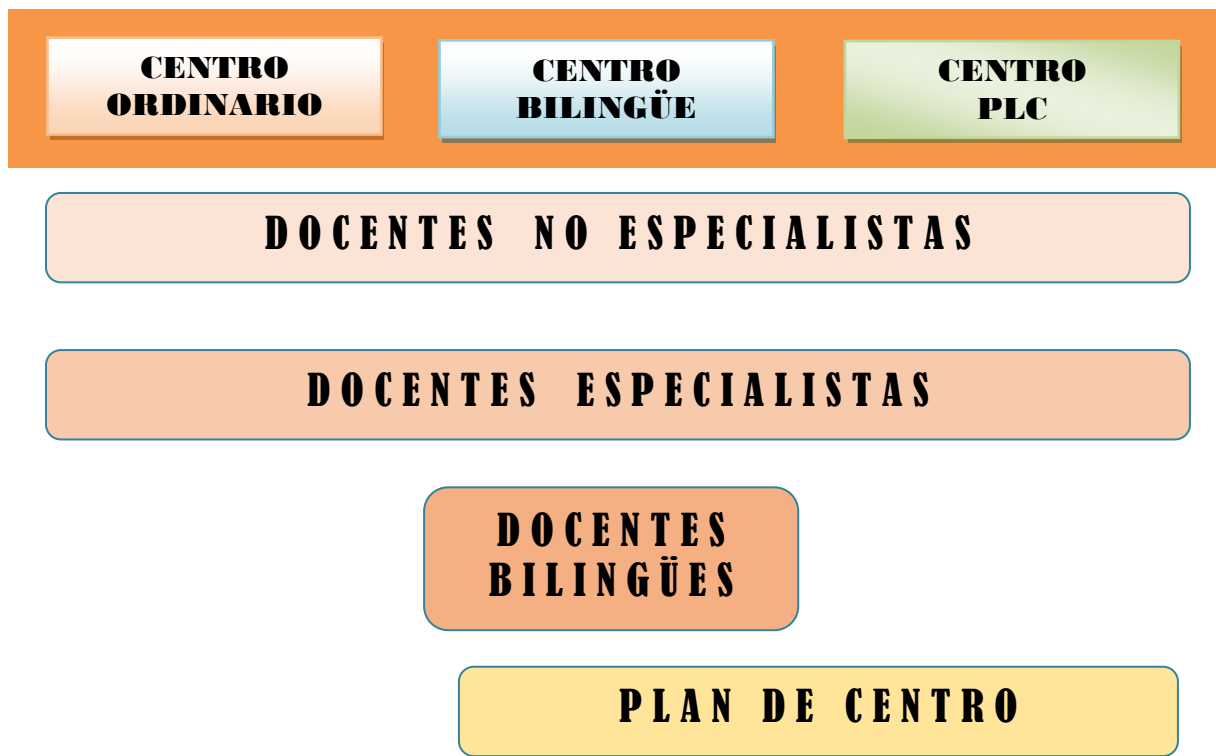 CENTRO
ORDINARIO
CENTRO
BILINGÜE
CENTRO
PLC
DOCENTES NO ESPECIALISTAS
DOCENTES ESPECIALISTAS
DOCENTES
BILINGÜES
PLAN DE CENTRO